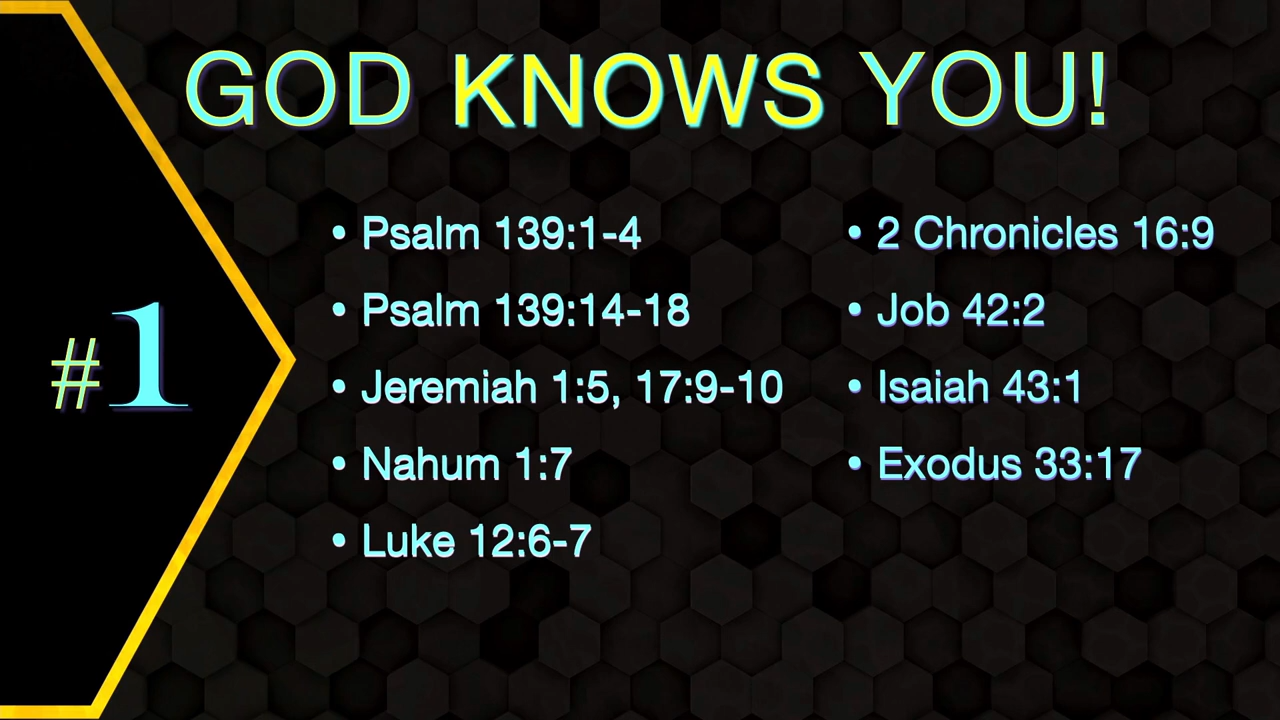 GOD KNOWS YOU!
#1
• Psalm 139:1-4
• Psalm 139:14-18
• Jeremiah 1:5, 17:9-10
• Nahum 1:7
• Luke 12:6-7
• 2 Chronicles 16:9
• Job 42:2
• Isaiah 43:1
• Exodus 33:17